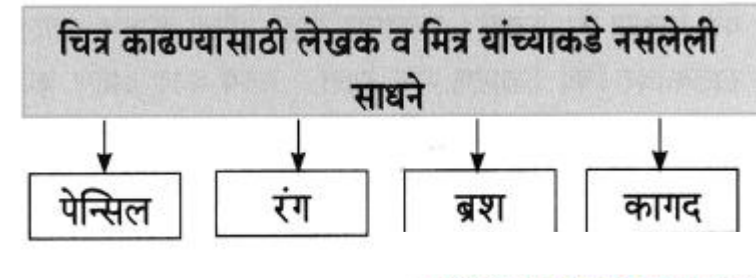 चित्र काढण्यासाठी लेखक व मित्र यांच्याकडे नसलेली
साधने
पेन्सिल रंग ब्रश कागद